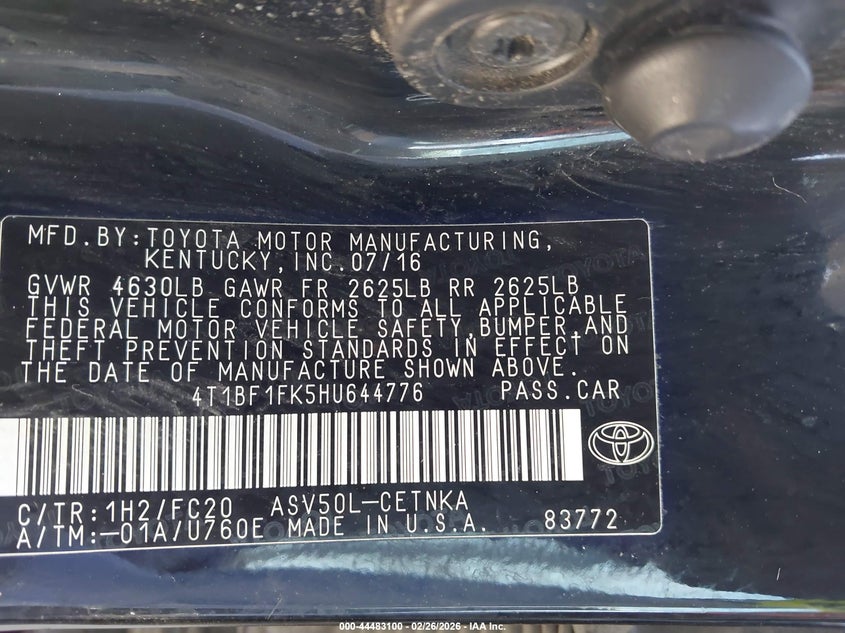 MFD.BY:TOYOTA MOTOR MANUFACTURING,
KENTUCKY,INC.07/16
GVWR 4630LB GAWR FR 2625LB RR 2625LB
THIS VEHICLE CONFORMS TO ALL APPLICABLE
FEDERAL MOTOR VEHICLE SAFETY,BUMPER,AND
THEFT PREVENTION STANDARDS IN EFFECT ON
THE DATE OF MANUFACTURE SHOWN ABOVE.
4T1BF1FK5HU644776 PASS.CAR
C/TR:1H2/FC20 ASV50L-CETNKA
A/TM:-01A/U760E MADE IN U.S.A. 83772
000-44483100 - 02/26/2026 - IAA Inc.